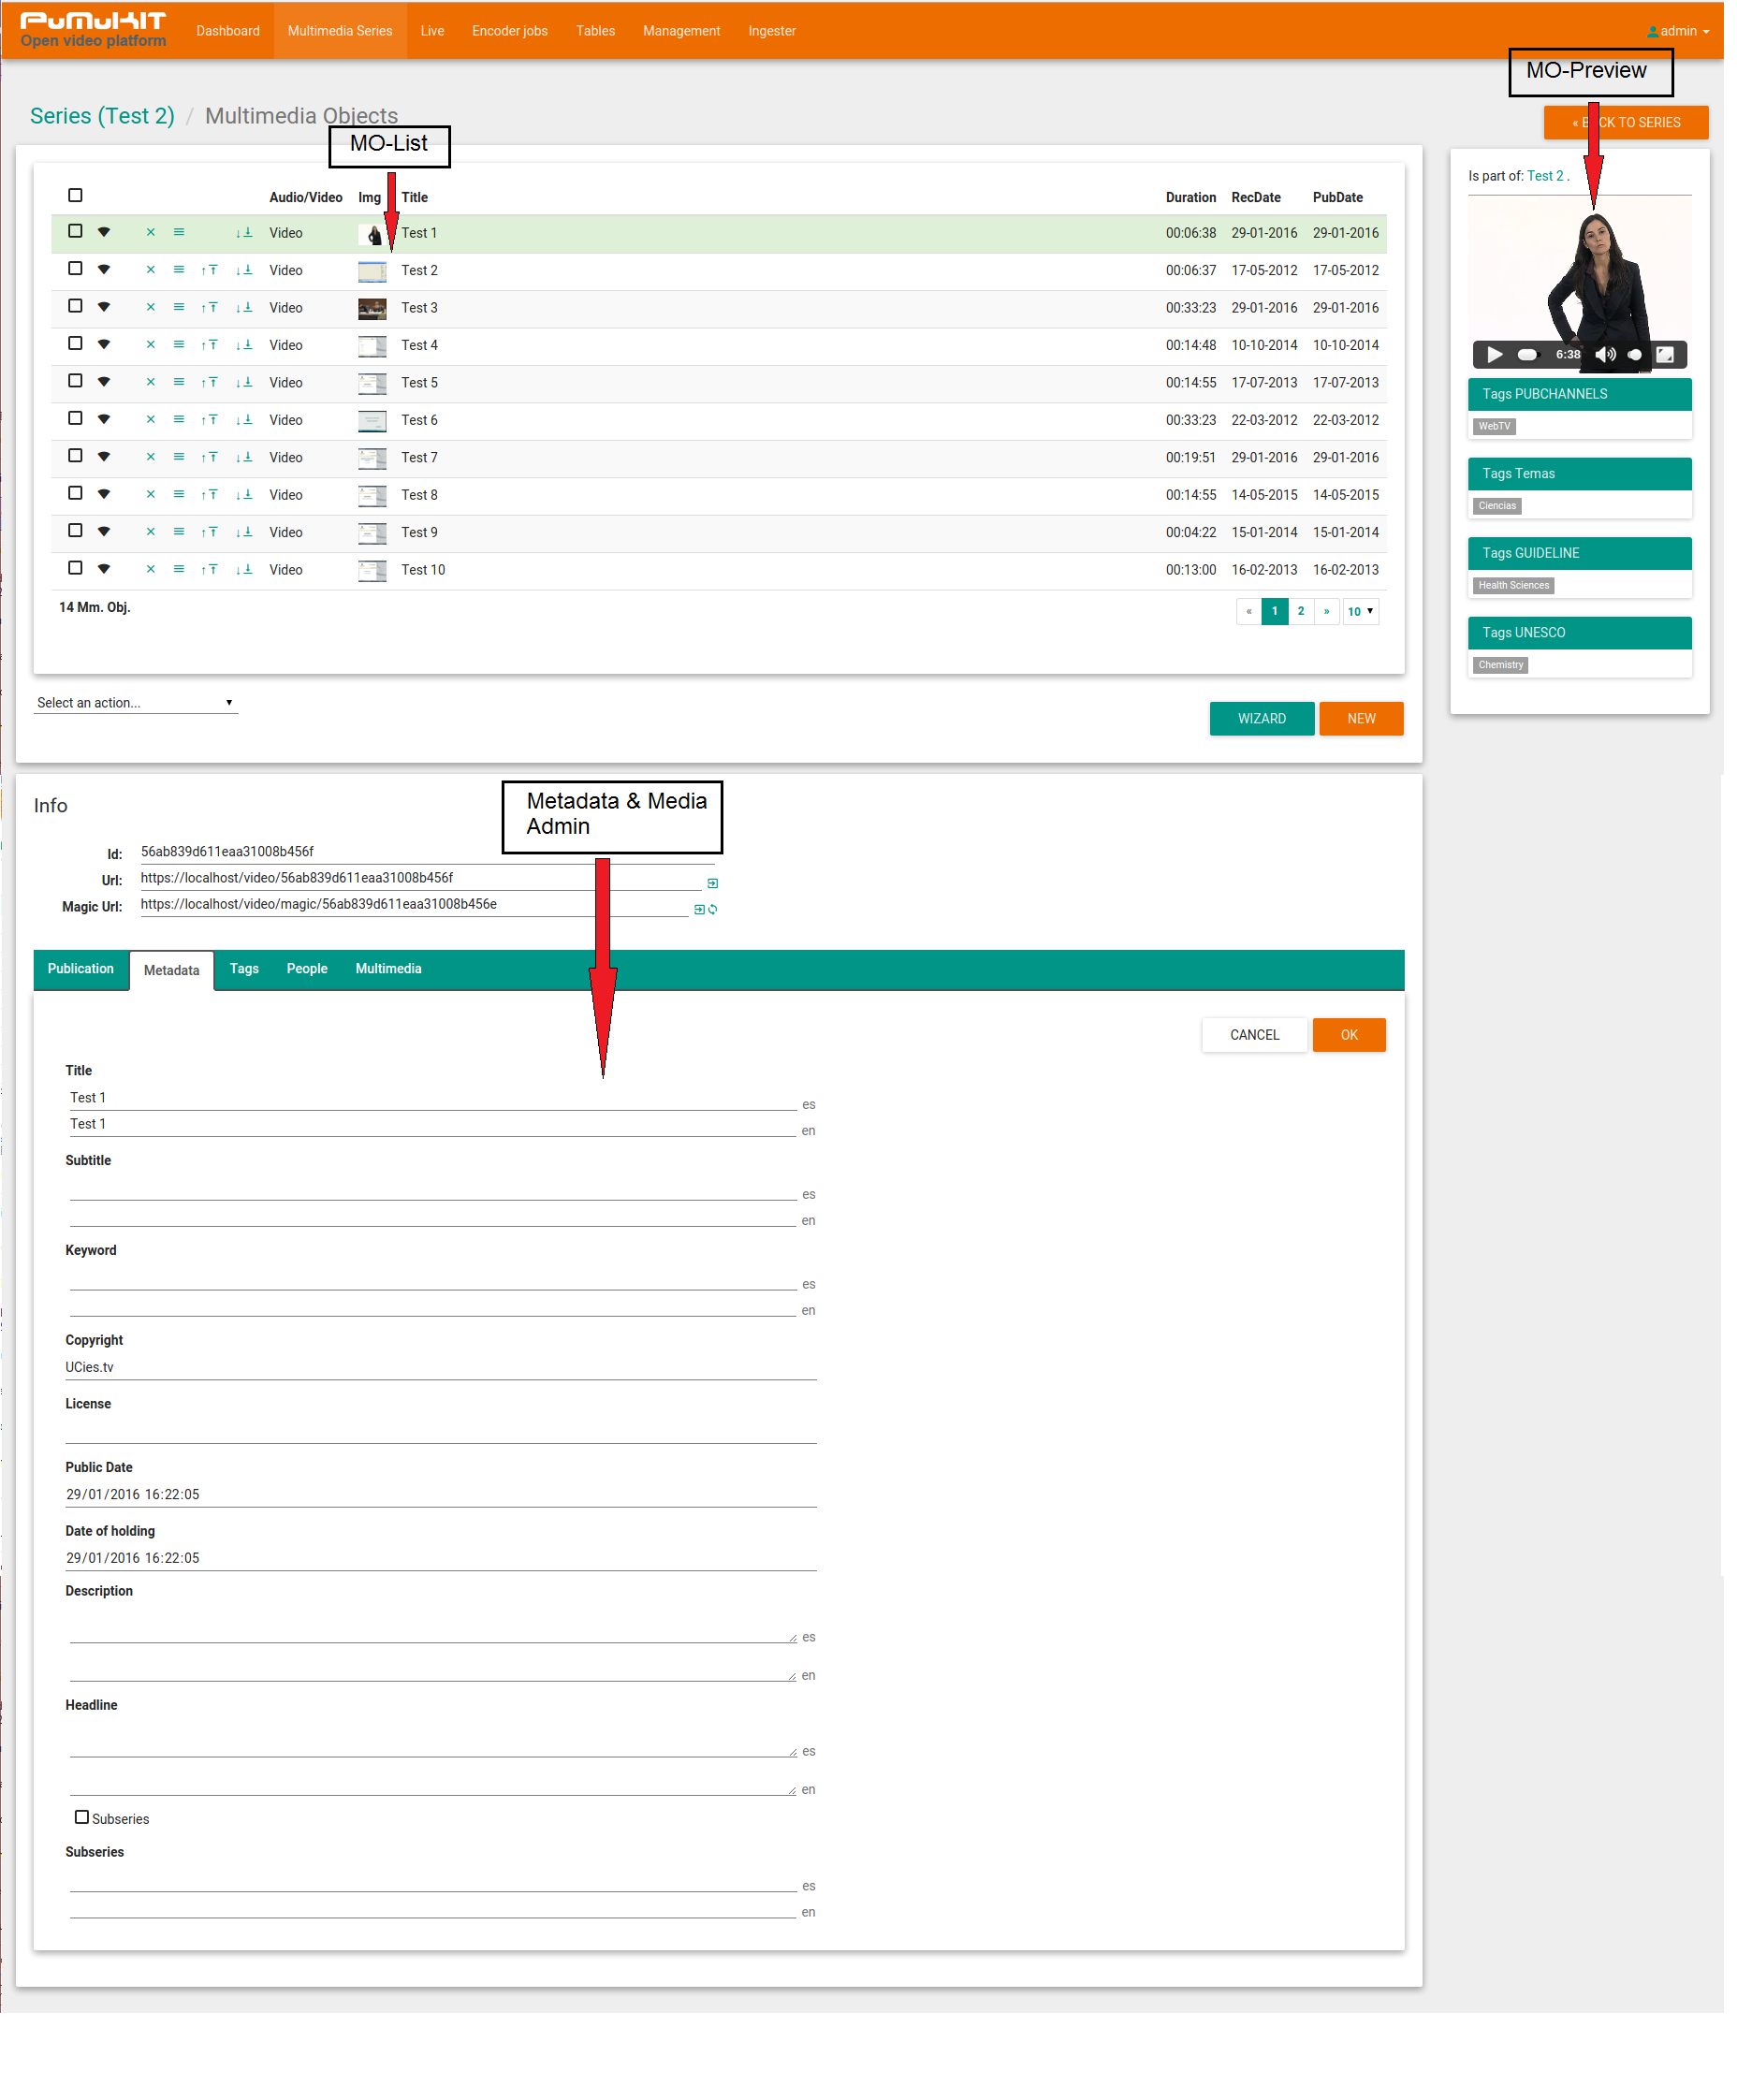 PuMuKIT
Open video platform
Dashboard Multimedia Series Live Encoder jobs Tables Management Ingester admin
MO-Preview
Series (Test 2) / Multimedia Objects
« BACK TO SERIES
MO-List
Audio/Video Img Title Duration RecDate PubDate
Video Test 1 00:06:38 29-01-2016 29-01-2016
Video Test 2 00:06:37 17-05-2012 17-05-2012
Video Test 3 00:33:23 29-01-2016 29-01-2016
Video Test 4 00:14:48 10-10-2014 10-10-2014
Video Test 5 00:14:55 17-07-2013 17-07-2013
Video Test 6 00:33:23 22-03-2012 22-03-2012
Video Test 7 00:19:51 29-01-2016 29-01-2016
Video Test 8 00:14:55 14-05-2015 14-05-2015
Video Test 9 00:04:22 15-01-2014 15-01-2014
Video Test 10 00:13:00 16-02-2013 16-02-2013
14 Mm. Obj. « 1 2 » 10
Select an action...
WIZARD NEW
Is part of: Test 2 .
6:38
Tags PUBCHANNELS
WebTV
Tags Temas
Ciencias
Tags GUIDELINE
Health Sciences
Tags UNESCO
Chemistry
Info
Metadata & Media
Admin
Id: 56ab839d611eaa31008b456f
Url: https://localhost/video/56ab839d611eaa31008b456f
Magic Url: https://localhost/video/magic/56ab839d611eaa31008b456e
Publication Metadata Tags People Multimedia
CANCEL OK
Title
Test 1 es
Test 1 en
Subtitle
es
en
Keyword
es
en
Copyright
UCies.tv
License
Public Date
29/01/2016 16:22:05
Date of holding
29/01/2016 16:22:05
Description
es
en
Headline
es
en
Subseries
Subseries
es
en